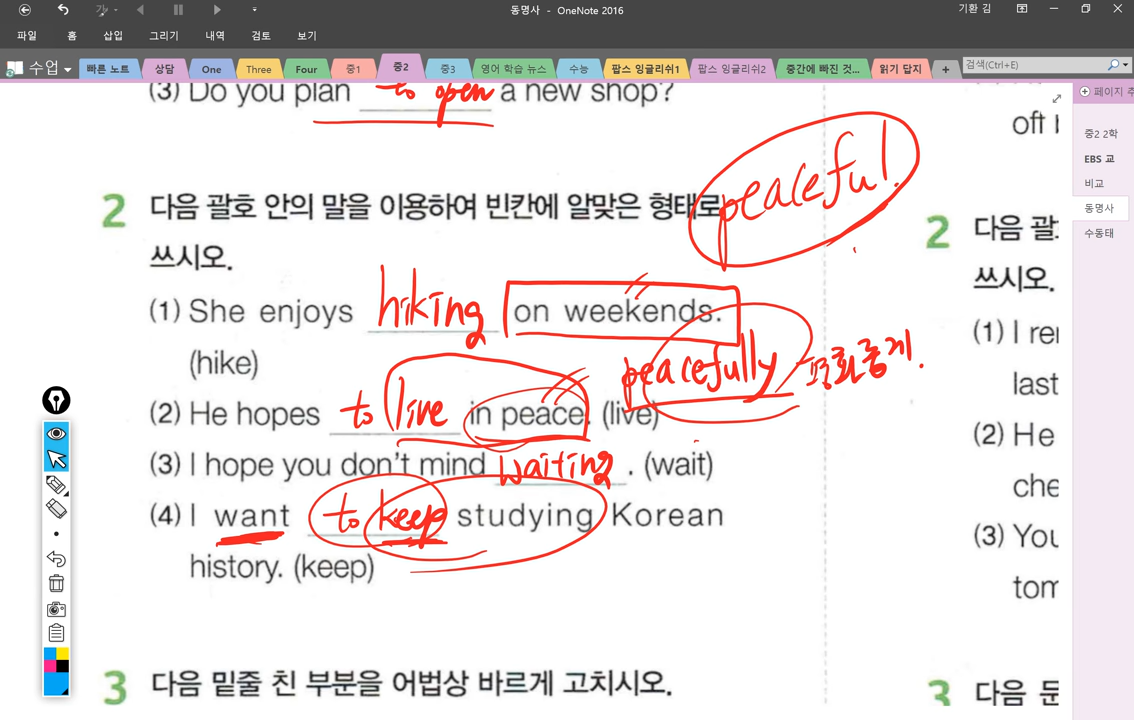 동명사 - OneNote 2016
기환 김
파일 홈 삽입 그리기 내역 검토 보기
수업 빠른 노트 상담 One Three Four 중1 중2 중3 영어 학습 뉴스 수능 팝스 잉글리쉬1 팝스 잉글리쉬2 중간에 빠진 것... 읽기 답지 + 검색(Ctrl+E)
페이지 추
중2 2학
EBS 교
비교
동명사
수동태
(3) Do you plan to open a new shop?
peaceful.
2 다음 괄호 안의 말을 이용하여 빈칸에 알맞은 형태로
쓰시오.
(1) She enjoys hiking on weekends.
(hike)
peacefully 평화롭게.
(2) He hopes to live in peace. (live)
(3) I hope you don't mind waiting. (wait)
(4) I want to keep studying Korean
history. (keep)
3 다음 밑줄 친 부분을 어법상 바르게 고치시오.
oft
2 다음 괄
쓰시오.
(1) I rer
last
(2) He
che
(3) You
tom
3 다음 문